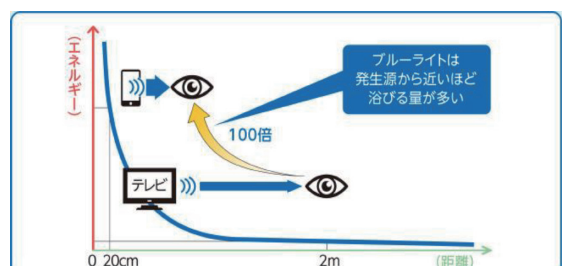 (エネルギー)
ブルーライトは
発生源から近いほど
浴びる量が多い
100倍
テレビ
0 20cm
2m
(距離)